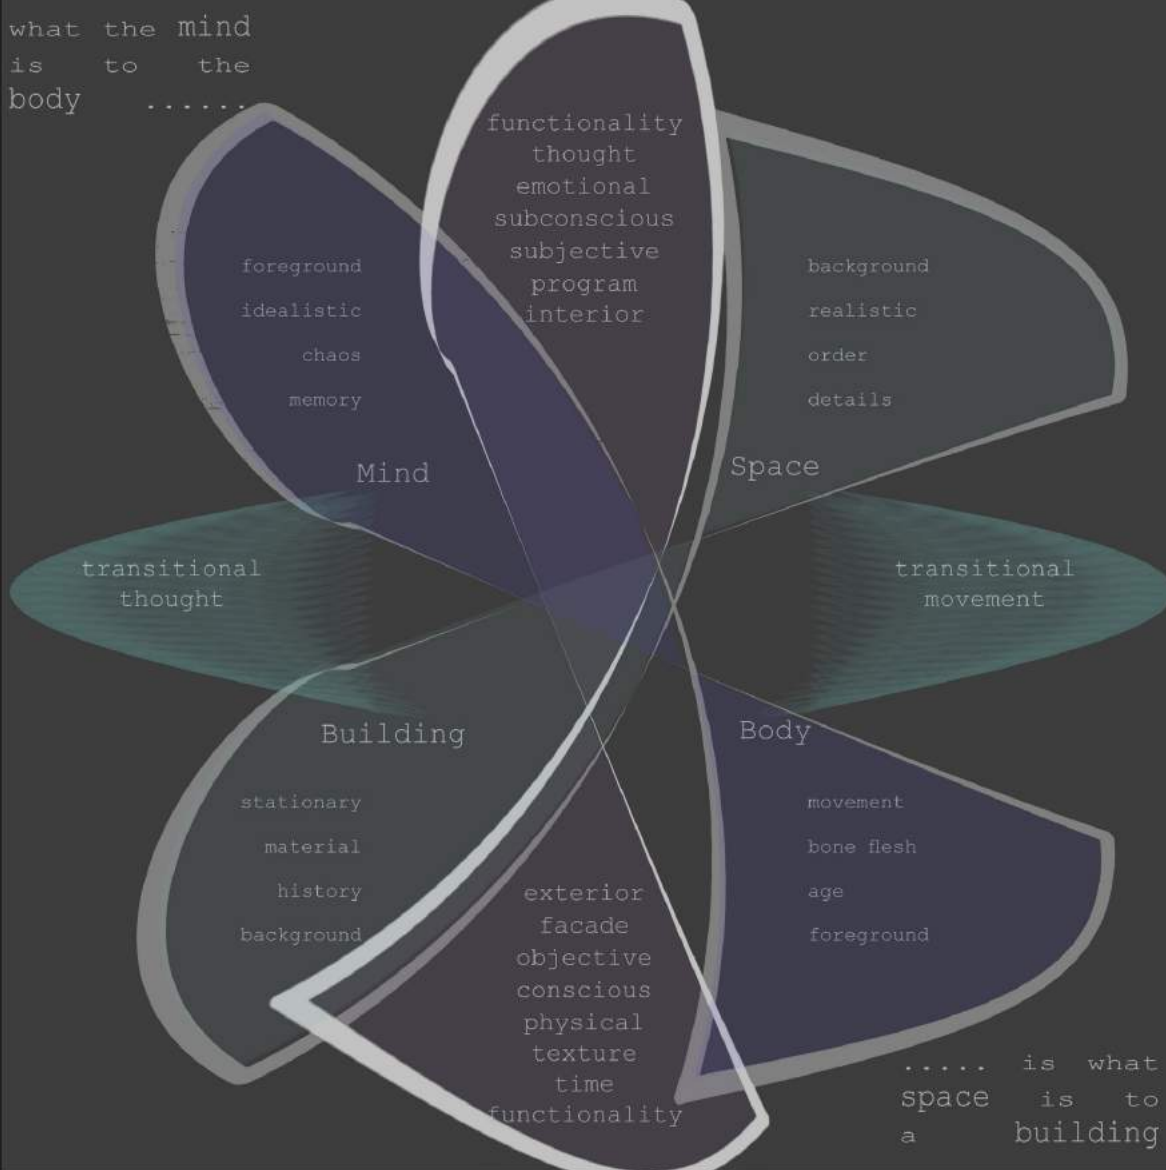 what the mind
is to the
body ......
functionality
thought
emotional
subconscious
subjective
program
interior
foreground
idealistic
chaos
memory
Mind
background
realistic
order
details
Space
transitional
thought
transitional
movement
Building
stationary
material
history
background
Body
movement
bone flesh
age
foreground
exterior
facade
objective
conscious
physical
texture
time
functionality
..... is what
space is to
a building